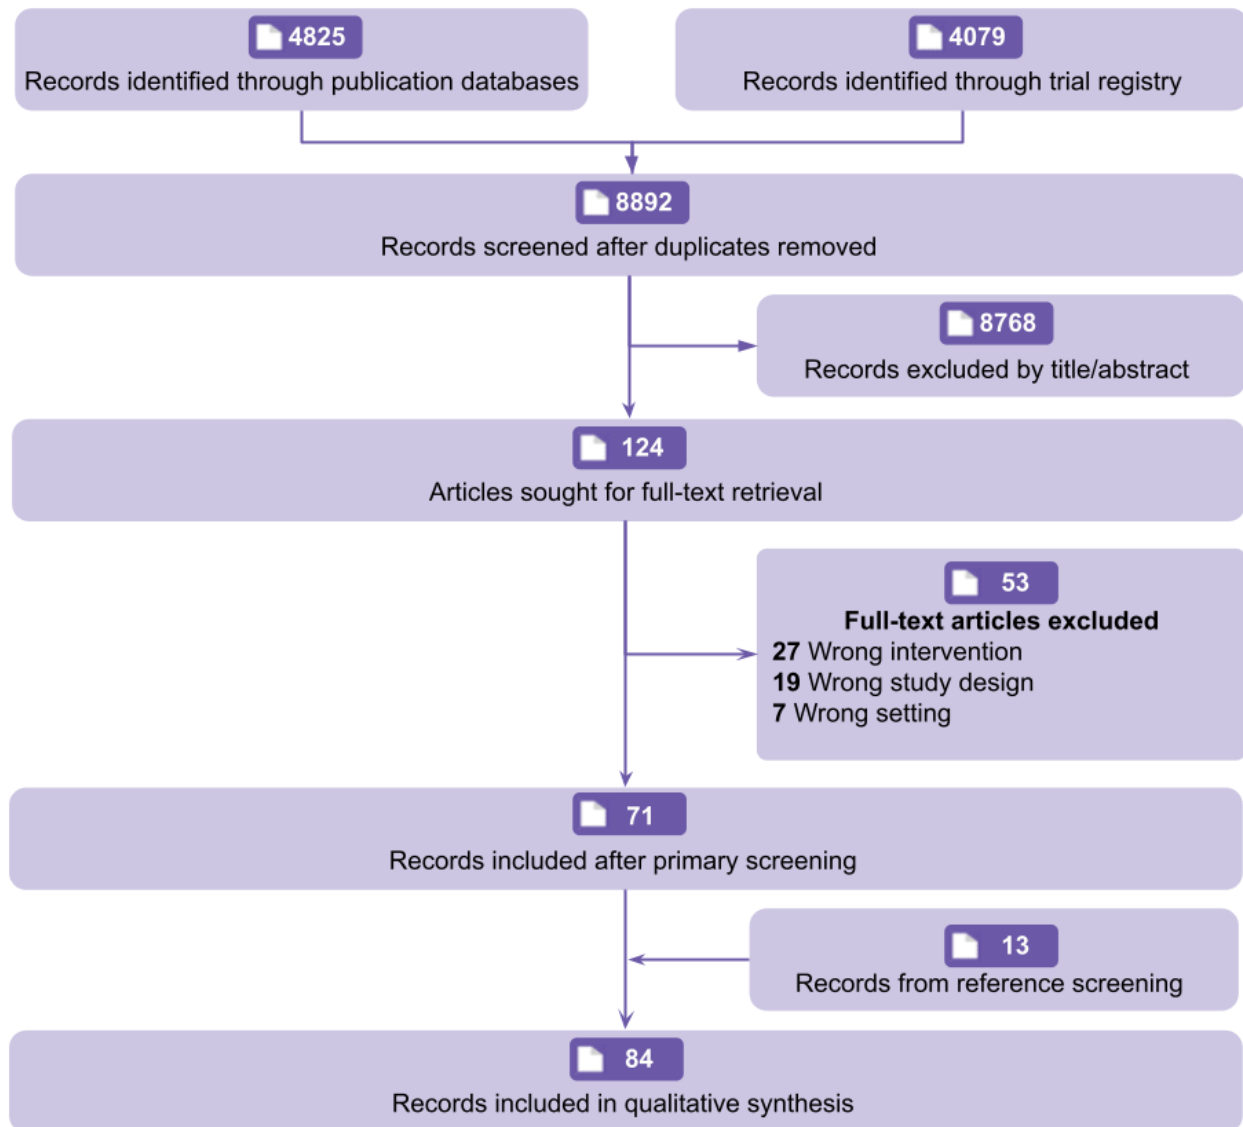 4825
Records identified through publication databases
4079
Records identified through trial registry
8892
Records screened after duplicates removed
8768
Records excluded by title/abstract
124
Articles sought for full-text retrieval
53
Full-text articles excluded
27 Wrong intervention
19 Wrong study design
7 Wrong setting
71
Records included after primary screening
13
Records from reference screening
84
Records included in qualitative synthesis